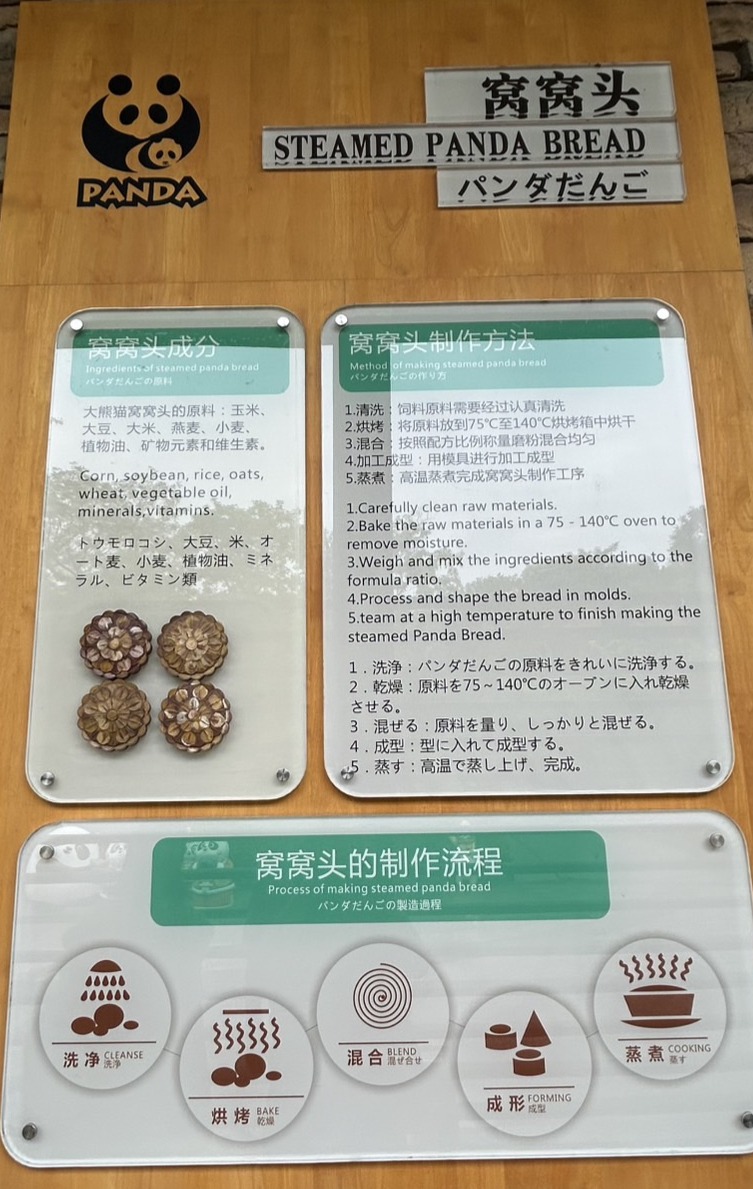 PANDA
窝窝头
STEAMED PANDA BREAD
パンダだんご
窝窝头成分
Ingredients of steamed panda bread
パンダだんごの原料
大熊猫窝窝头的原料：玉米、
大豆、大米、燕麦、小麦、
植物油、矿物元素和维生素。
Corn, soybean, rice, oats,
wheat, vegetable oil,
minerals,vitamins.
トウモロコシ、大豆、米、オ
ート麦、小麦、植物油、ミネ
ラル、ビタミン類
窝窝头制作方法
Method of making steamed panda bread
パンダだんごの作り方
1.清洗：饲料原料需要经过认真清洗
2.烘烤：将原料放到75℃至140℃烘烤箱中烘干
3.混合：按照配方比例称量磨粉混合均匀
4.加工成型：用模具进行加工成型
5.蒸煮：高温蒸煮完成窝窝头制作工序
1.Carefully clean raw materials.
2.Bake the raw materials in a 75 - 140℃ oven to
remove moisture.
3.Weigh and mix the ingredients according to the
formula ratio.
4.Process and shape the bread in molds.
5.team at a high temperature to finish making the
steamed Panda Bread.
1．洗浄：パンダだんごの原料をきれいに洗浄する。
2．乾燥：原料を75～140℃のオーブンに入れ乾燥
させる。
3．混ぜる：原料を量り、しっかりと混ぜる。
4．成型：型に入れて成型する。
5．蒸す：高温で蒸し上げ、完成。
窝窝头的制作流程
Process of making steamed panda bread
パンダだんごの製造過程
洗净 CLEANSE
洗浄
烘烤 BAKE
乾燥
混合 BLEND
混ぜ合せ
成形 FORMING
成型
蒸煮 COOKING
蒸す